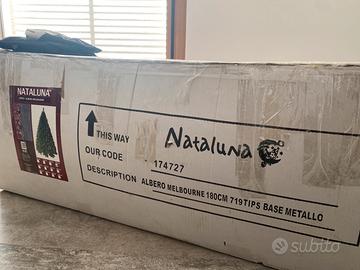 NATALUNA
THIS WAY
Nataluna
OUR CODE 174727
DESCRIPTION ALBERO MELBOURNE 180CM 719TIPS BASE METALLO
subito